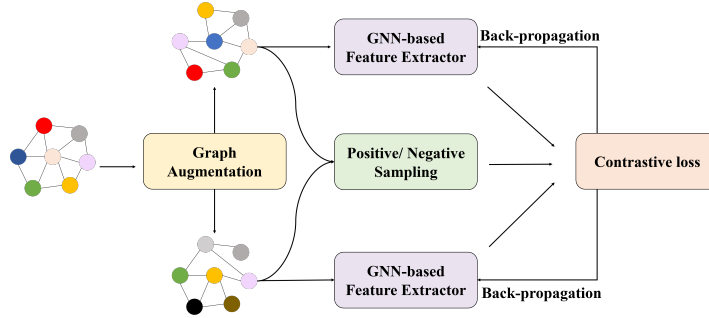 GNN-based
Feature Extractor
Back-propagation
Graph
Augmentation
Positive/ Negative
Sampling
Contrastive loss
GNN-based
Feature Extractor
Back-propagation